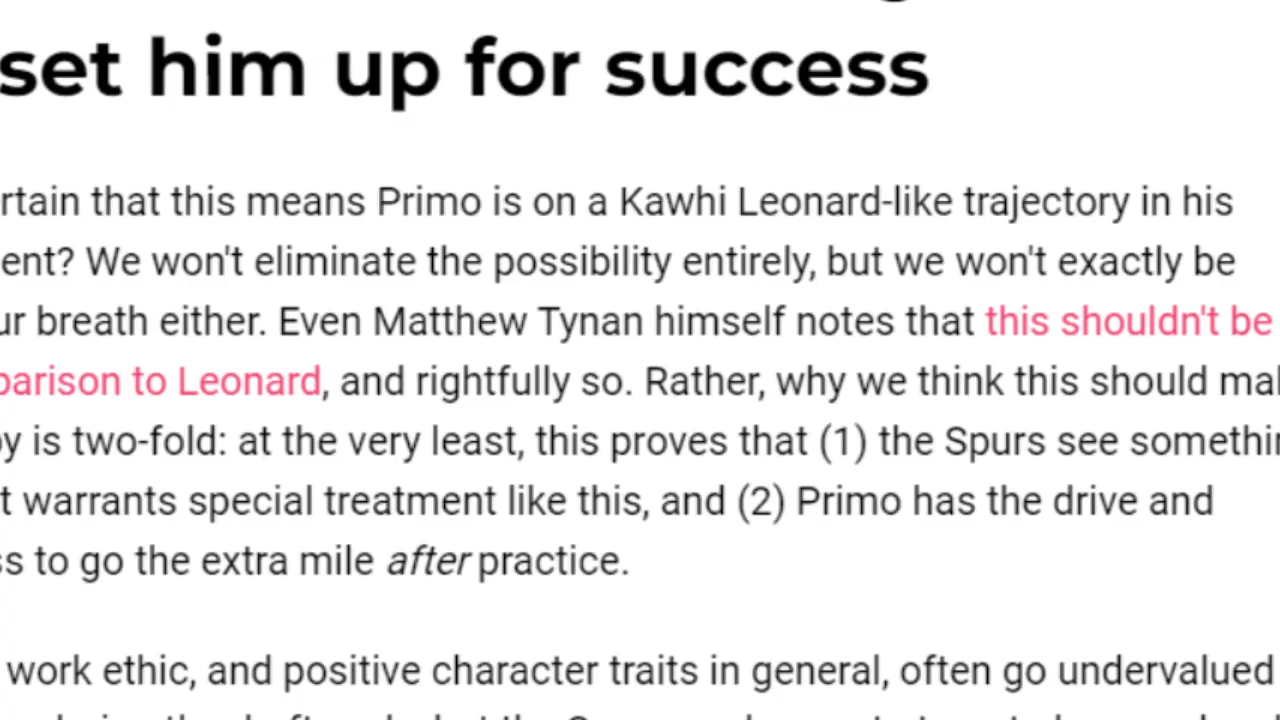 set him up for success
rtain that this means Primo is on a Kawhi Leonard-like trajectory in his
ent? We won't eliminate the possibility entirely, but we won't exactly be
ur breath either. Even Matthew Tynan himself notes that this shouldn't be
parison to Leonard, and rightfully so. Rather, why we think this should mak
py is two-fold: at the very least, this proves that (1) the Spurs see somethin
t warrants special treatment like this, and (2) Primo has the drive and
ss to go the extra mile after practice.
work ethic, and positive character traits in general, often go undervalued